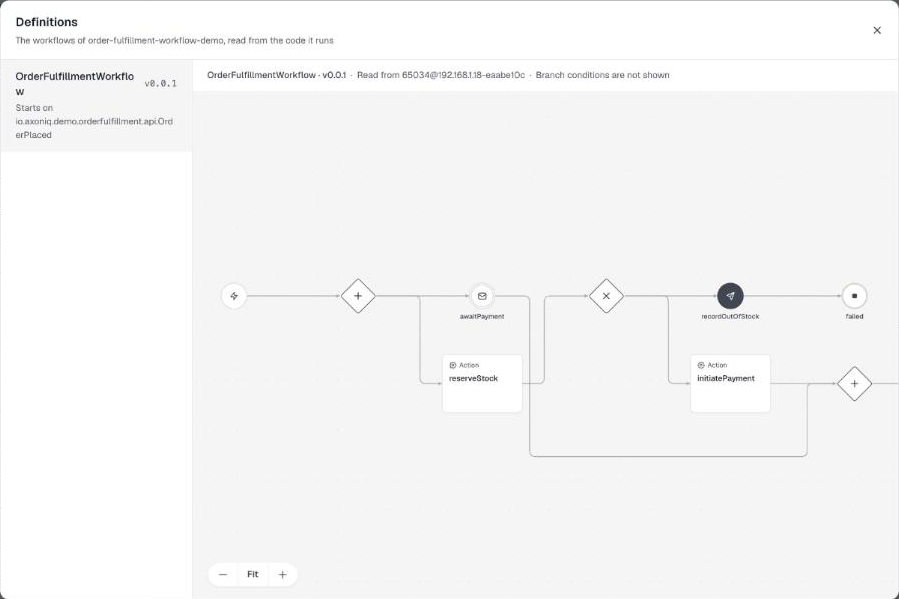 Definitions
The workflows of order-fulfillment-workflow-demo, read from the code it runs
OrderFulfillmentWorkflo
w
v0.0.1
Starts on
io.axoniq.demo.orderfulfillment.api.Ord
erPlaced
OrderFulfillmentWorkflow · v0.0.1 · Read from 65034@192.168.1.18-eaabe10c · Branch conditions are not shown
awaitPayment
recordOutOfStock
failed
Action
reserveStock
Action
initiatePayment
Fit